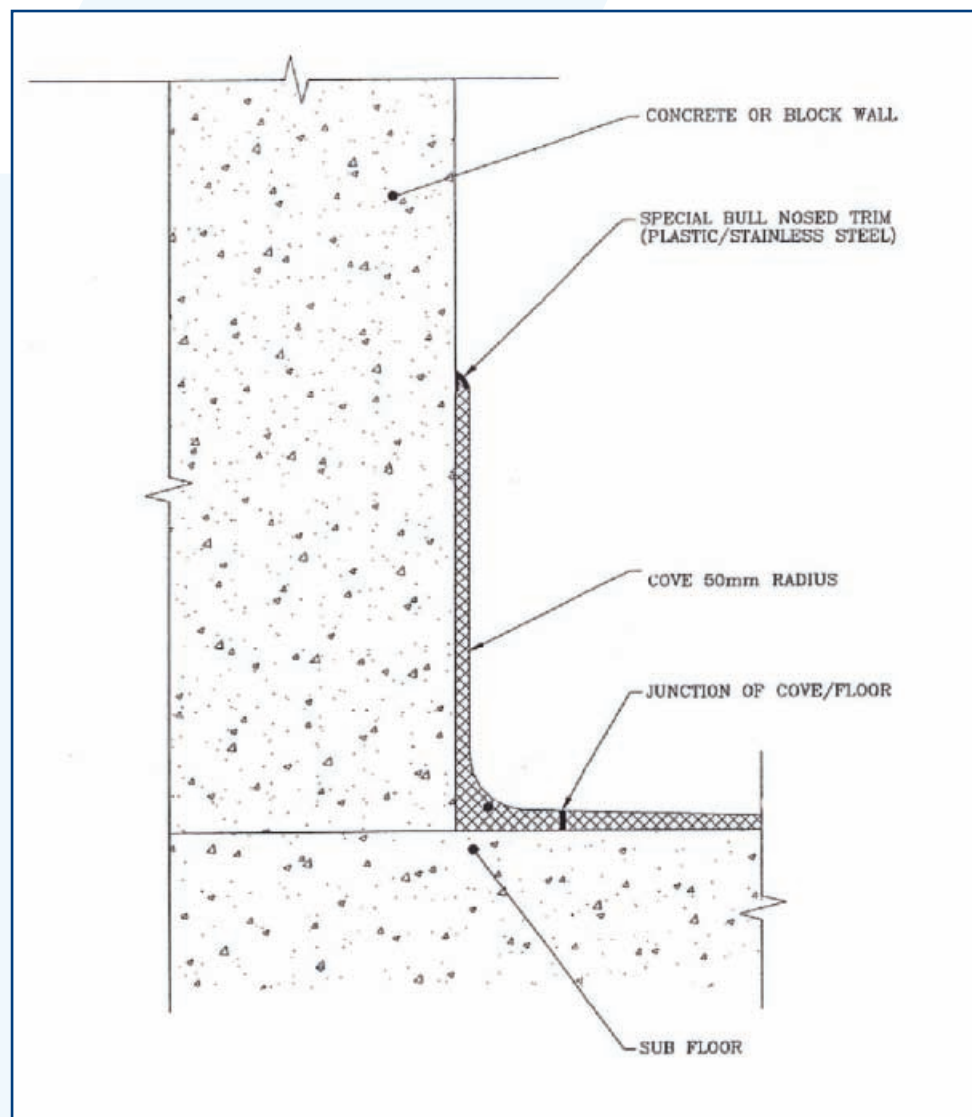 CONCRETE OR BLOCK WALL
SPECIAL BULL NOSED TRIM
(PLASTIC/STAINLESS STEEL)
COVE 50mm RADIUS
JUNCTION OF COVE/FLOOR
SUB FLOOR